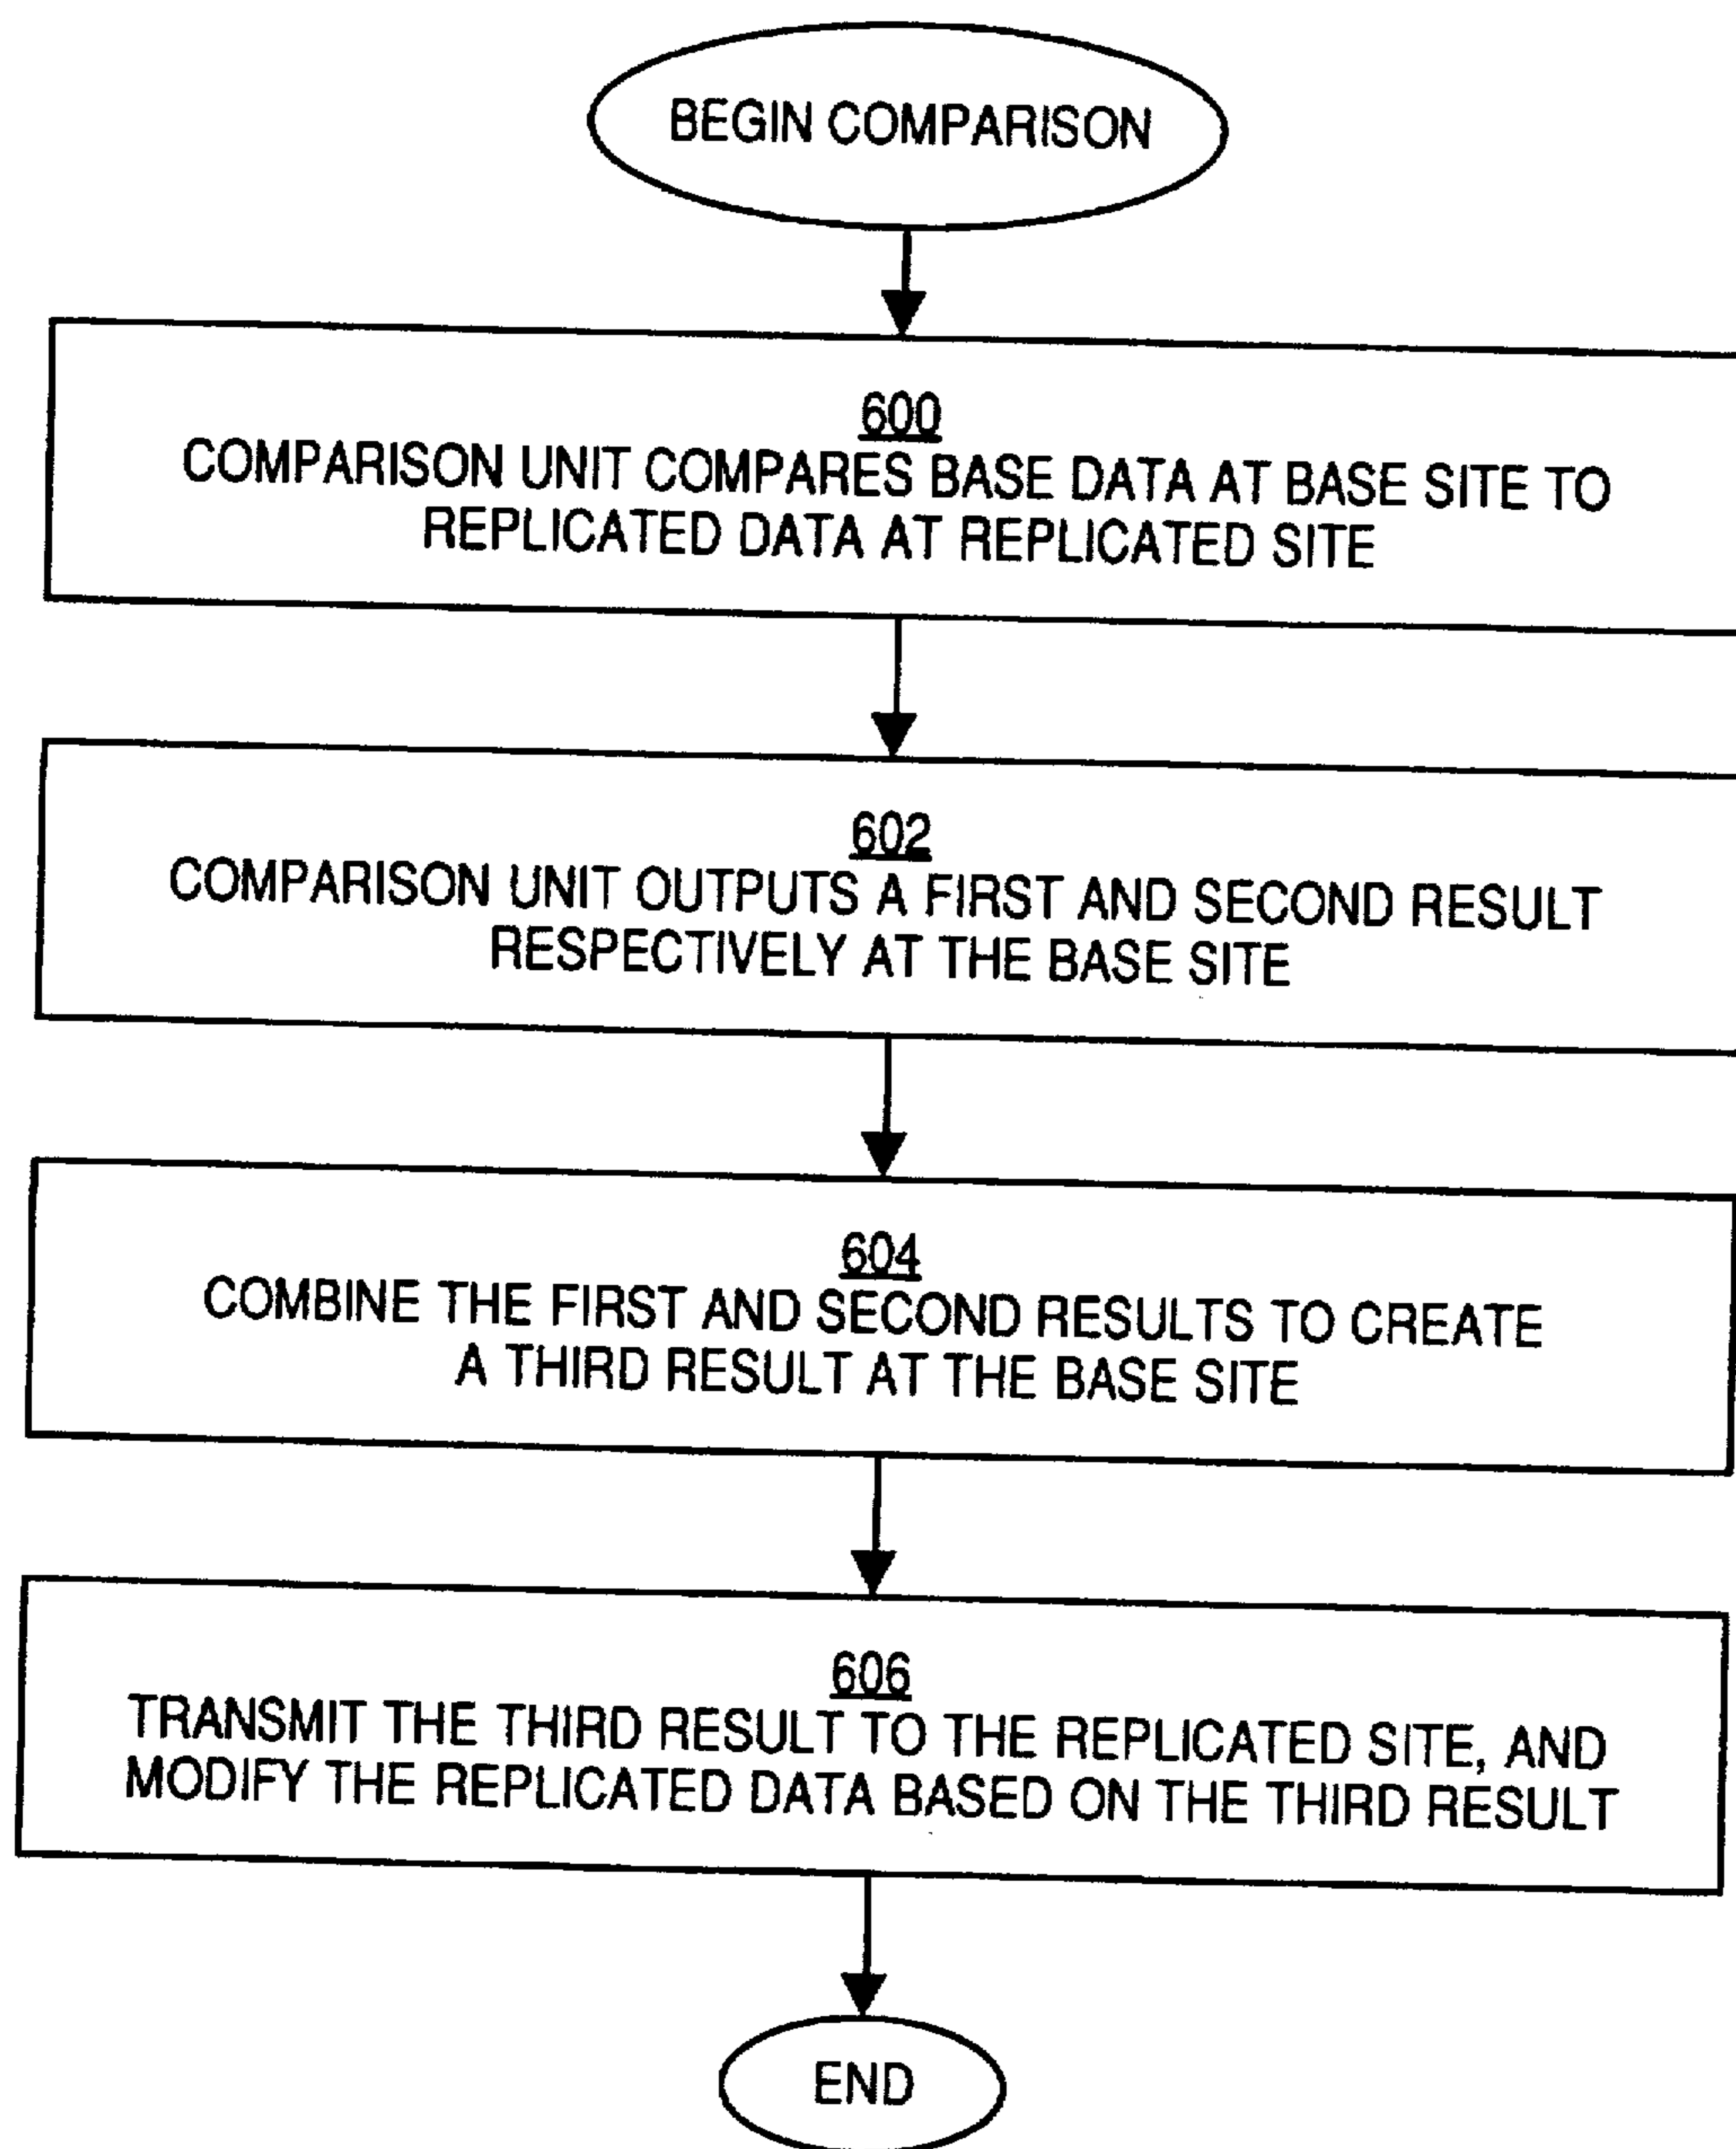 BEGIN COMPARISON
600
COMPARISON UNIT COMPARES BASE DATA AT BASE SITE TO
REPLICATED DATA AT REPLICATED SITE
602
COMPARISON UNIT OUTPUTS A FIRST AND SECOND RESULT
RESPECTIVELY AT THE BASE SITE
604
COMBINE THE FIRST AND SECOND RESULTS TO CREATE
A THIRD RESULT AT THE BASE SITE
606
TRANSMIT THE THIRD RESULT TO THE REPLICATED SITE, AND
MODIFY THE REPLICATED DATA BASED ON THE THIRD RESULT
END